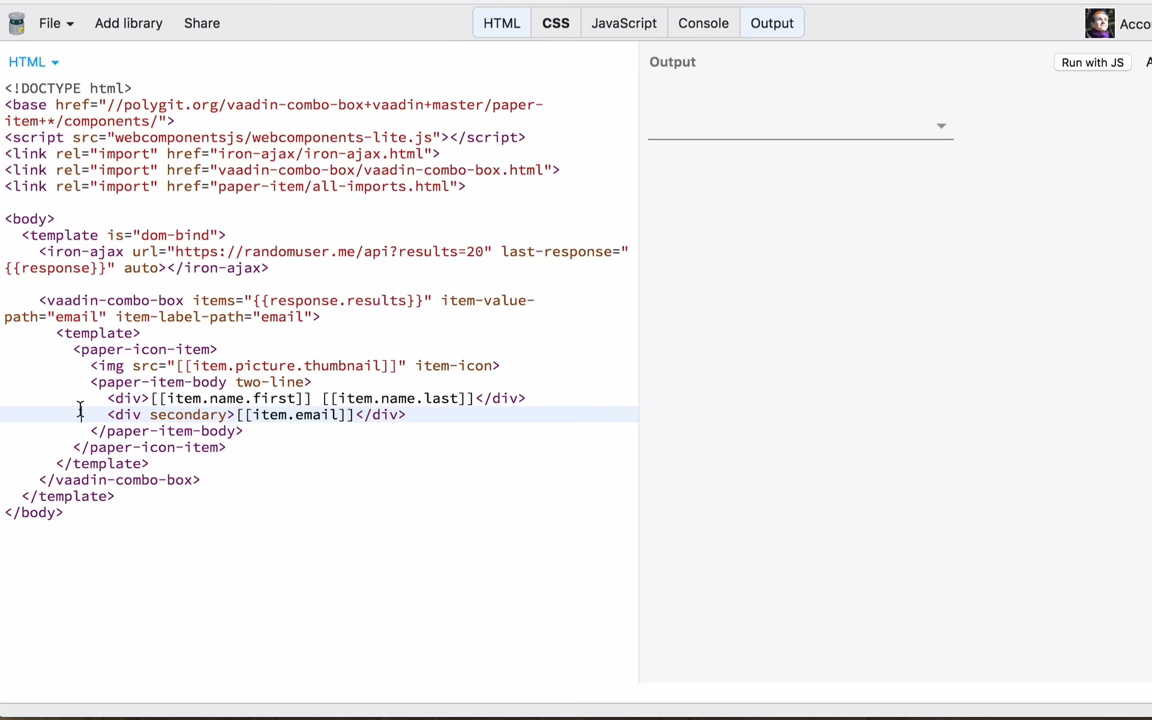 File Add library Share HTML CSS JavaScript Console Output Acco
HTML
Output Run with JS
<!DOCTYPE html>
<base href="//polygit.org/vaadin-combo-box+vaadin+master/paper-
item+*/components/">
<script src="webcomponentsjs/webcomponents-lite.js"></script>
<link rel="import" href="iron-ajax/iron-ajax.html">
<link rel="import" href="vaadin-combo-box/vaadin-combo-box.html">
<link rel="import" href="paper-item/all-imports.html">
<body>
<template is="dom-bind">
<iron-ajax url="https://randomuser.me/api?results=20" last-response="
{{response}}" auto></iron-ajax>
<vaadin-combo-box items="{{response.results}}" item-value-
path="email" item-label-path="email">
<template>
<paper-icon-item>
<img src="[[item.picture.thumbnail]]" item-icon>
<paper-item-body two-line>
<div>[[item.name.first]] [[item.name.last]]</div>
<div secondary>[[item.email]]</div>
</paper-item-body>
</paper-icon-item>
</template>
</vaadin-combo-box>
</template>
</body>